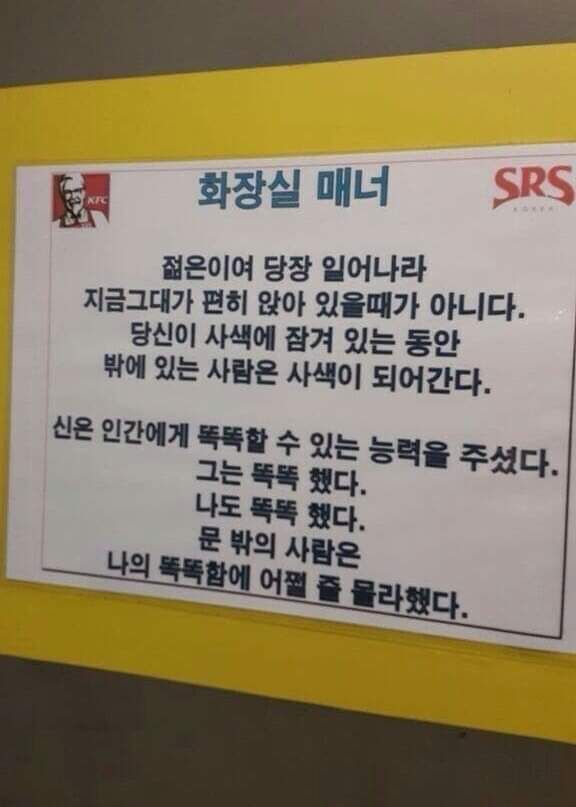 KFC
화장실 매너
SRS
KOREA
젊은이여 당장 일어나라
지금그대가 편히 앉아 있을때가 아니다.
당신이 사색에 잠겨 있는 동안
밖에 있는 사람은 사색이 되어간다.
신은 인간에게 똑똑할 수 있는 능력을 주셨다.
그는 똑똑 했다.
나도 똑똑 했다.
문 밖의 사람은
나의 똑똑함에 어쩔 줄 몰라했다.